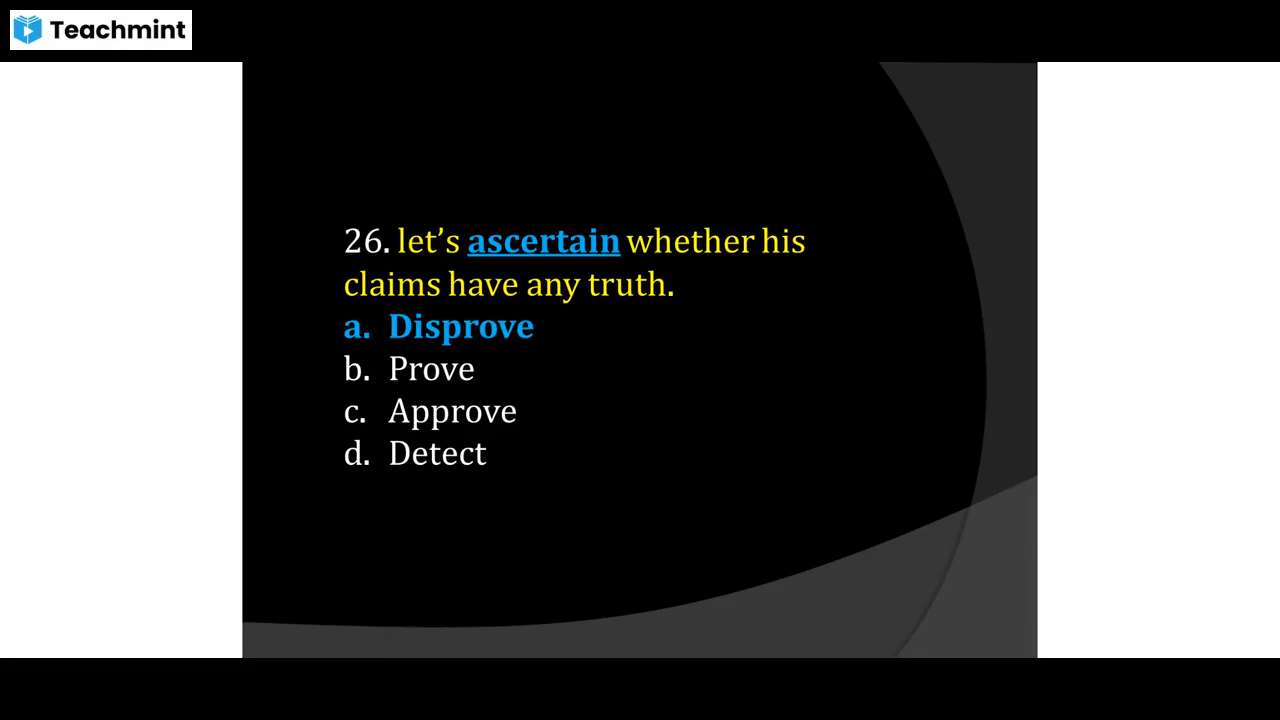 Teachmint
26. let’s ascertain whether his
claims have any truth.
a. Disprove
b. Prove
c. Approve
d. Detect